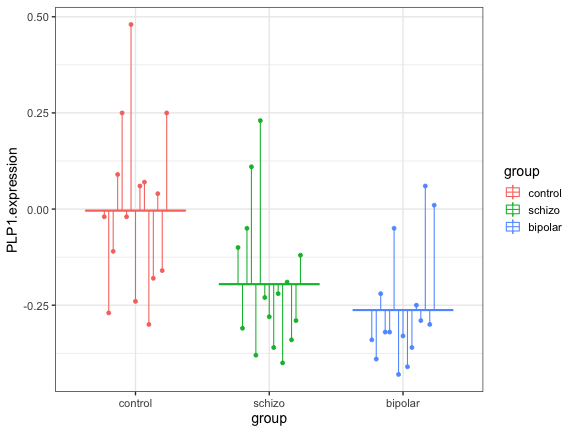 0.50
0.25
0.00
-0.25
PLP1.expression
control schizo bipolar
group
group
control
schizo
bipolar